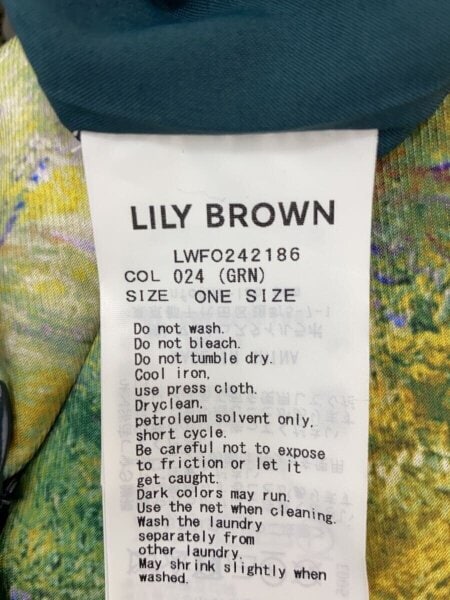 LILY BROWN
LWFO242186
COL 024 (GRN)
SIZE ONE SIZE
Do not wash.
Do not bleach.
Do not tumble dry.
Cool iron,
use press cloth.
Dryclean,
petroleum solvent only,
short cycle.
Be careful not to expose
to friction or let it
get caught.
Dark colors may run.
Use the net when cleaning.
Wash the laundry
separately from
other laundry.
May shrink slightly when
washed.